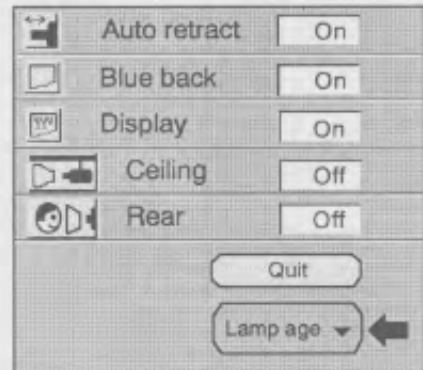 Auto retract On
Blue back On
Display On
Ceiling Off
Rear Off
Quit
Lamp age